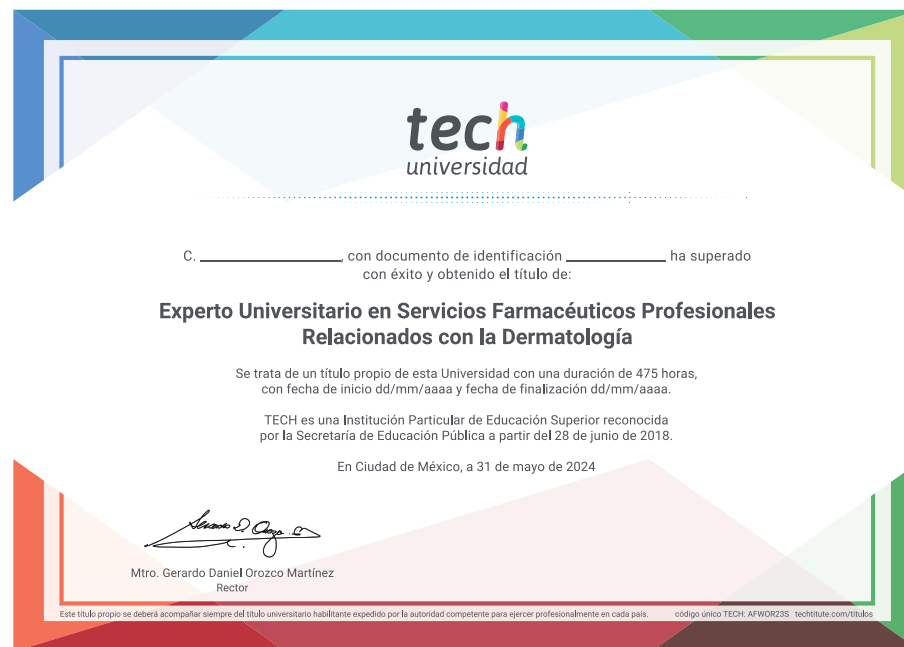 tech
universidad
C. ____________________, con documento de identificación ______________ ha superado
con éxito y obtenido el título de:
Experto Universitario en Servicios Farmacéuticos Profesionales
Relacionados con la Dermatología
Se trata de un título propio de esta Universidad con una duración de 475 horas,
con fecha de inicio dd/mm/aaaa y fecha de finalización dd/mm/aaaa.
TECH es una Institución Particular de Educación Superior reconocida
por la Secretaría de Educación Pública a partir del 28 de junio de 2018.
En Ciudad de México, a 31 de mayo de 2024
Mtro. Gerardo Daniel Orozco Martínez
Rector
Este título propio se deberá acompañar siempre del título universitario habilitante expedido por la autoridad competente para ejercer profesionalmente en cada país. código único TECH: AFWOR23S techtitute.com/titulos